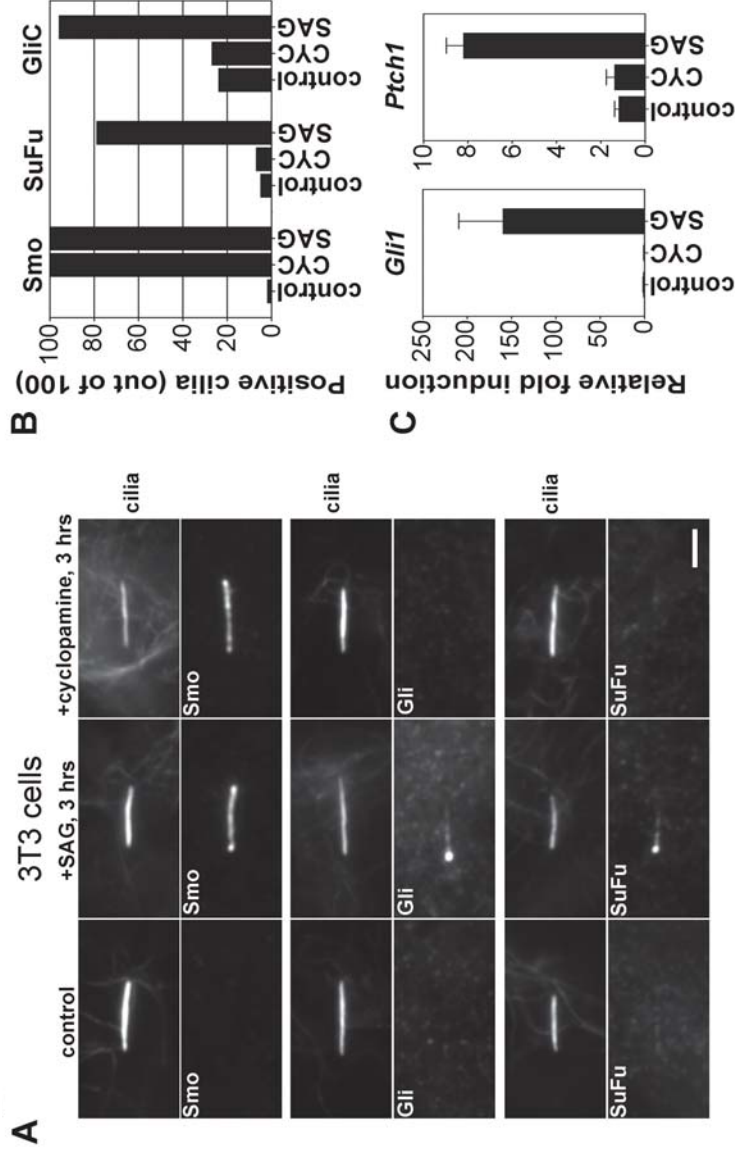 A
3T3 cells
control
+SAG, 3 hrs
+cyclopamine, 3 hrs
cilia
Smo
Smo
Smo
cilia
Gli
Gli
Gli
cilia
SuFu
SuFu
SuFu
B
Positive cilia (out of 100)
100
80
60
40
20
0
Smo
SuFu
GliC
control
CYC
SAG
control
CYC
SAG
control
CYC
SAG
C
Relative fold induction
Gli1
250
200
150
100
50
0
control
CYC
SAG
Ptch1
10
8
6
4
2
0
control
CYC
SAG